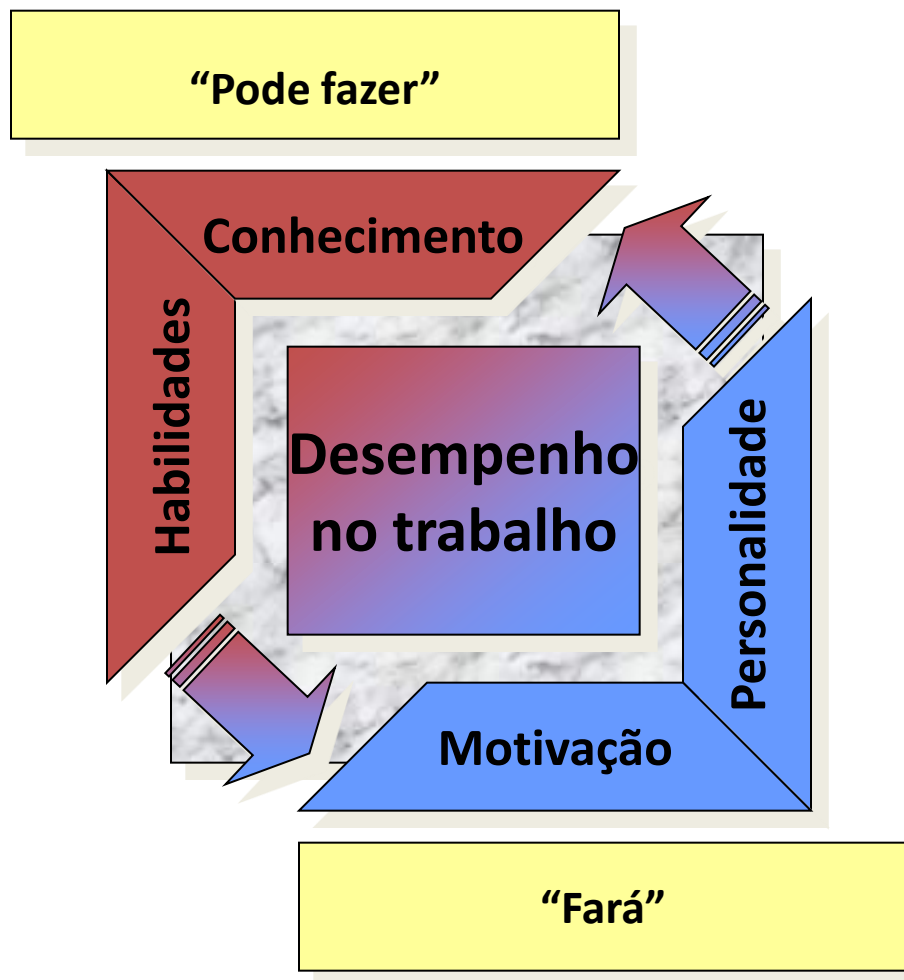 “Pode fazer”
Conhecimento
Habilidades
Desempenho
no trabalho
Personalidade
Motivação
“Fará”